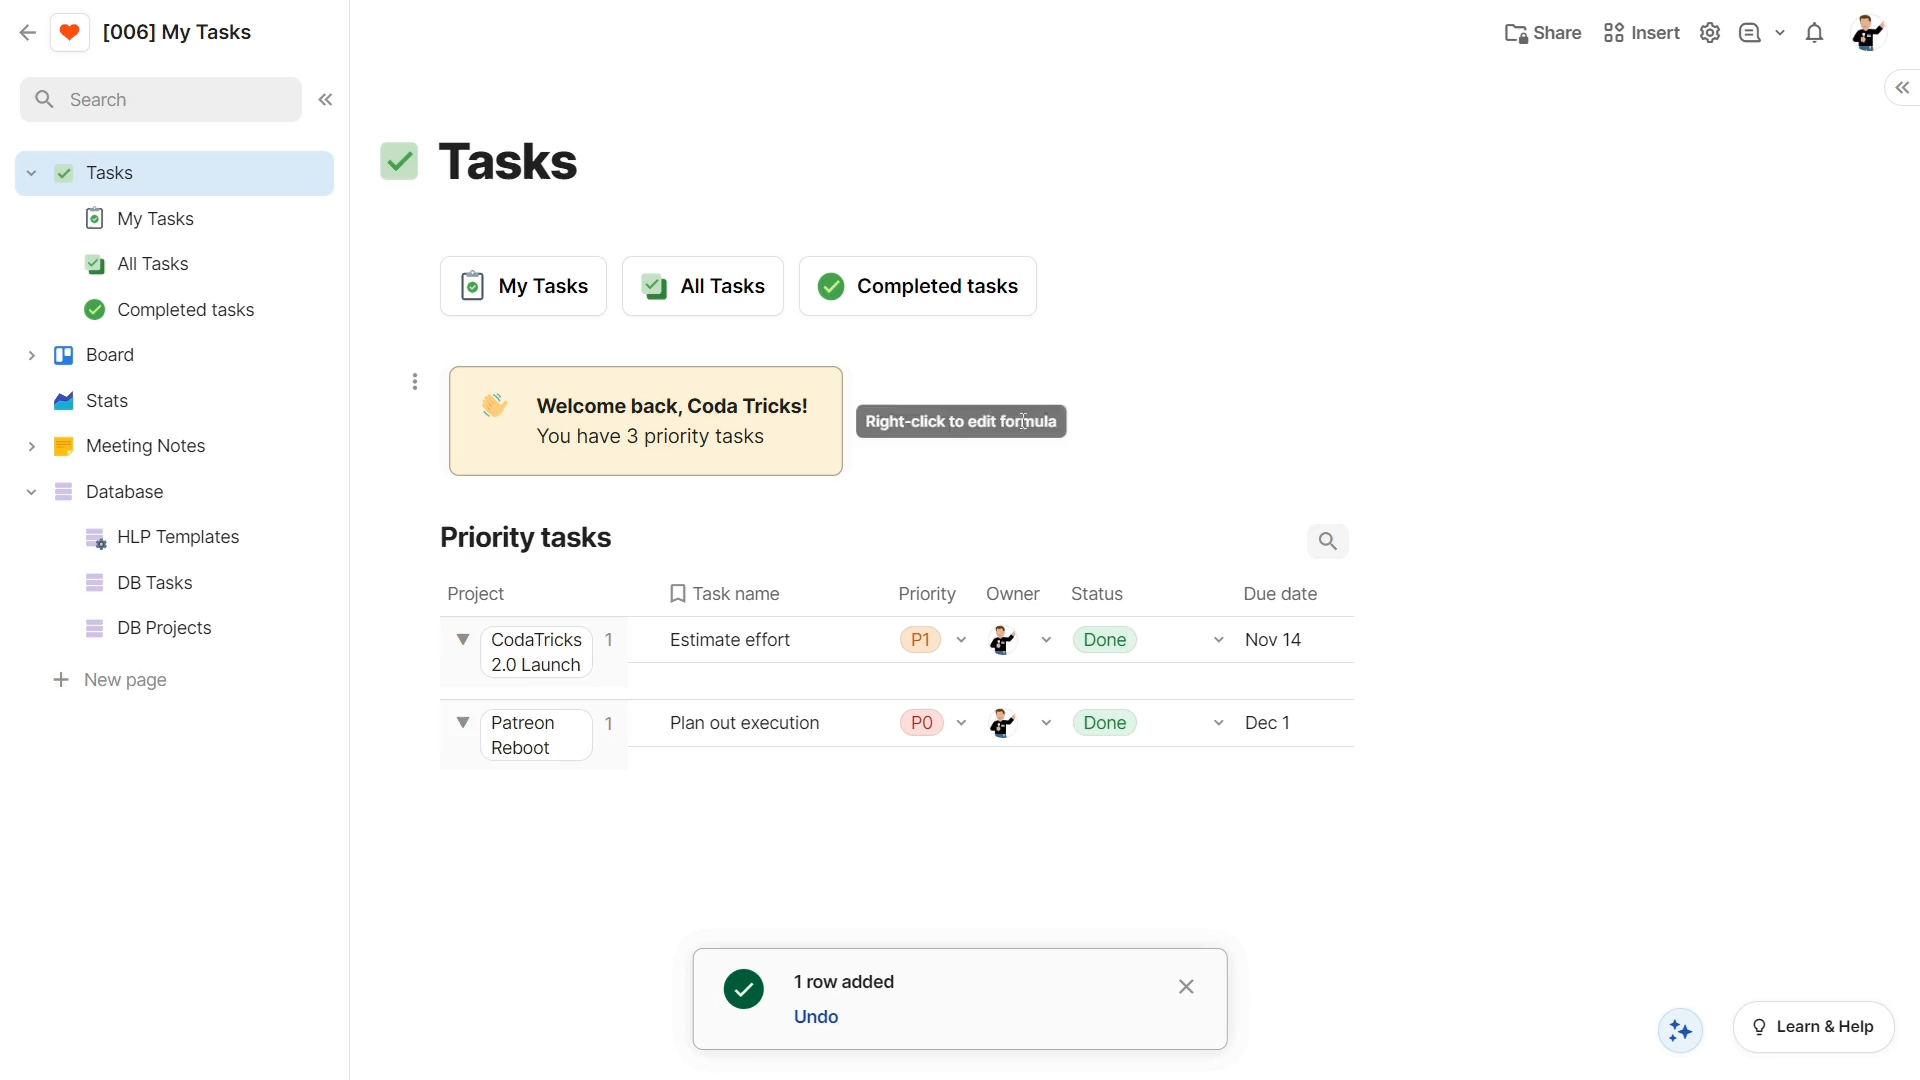 [006] My Tasks
Share
Insert
Search
Tasks
My Tasks
All Tasks
Completed tasks
Board
Stats
Meeting Notes
Database
HLP Templates
DB Tasks
DB Projects
New page
Tasks
My Tasks
All Tasks
Completed tasks
Welcome back, Coda Tricks!
You have 3 priority tasks
Right-click to edit formula
Priority tasks
Project Task name Priority Owner Status Due date
CodaTricks 1 Estimate effort P1 Done Nov 14
2.0 Launch
Patreon 1 Plan out execution P0 Done Dec 1
Reboot
1 row added
Undo
Learn & Help